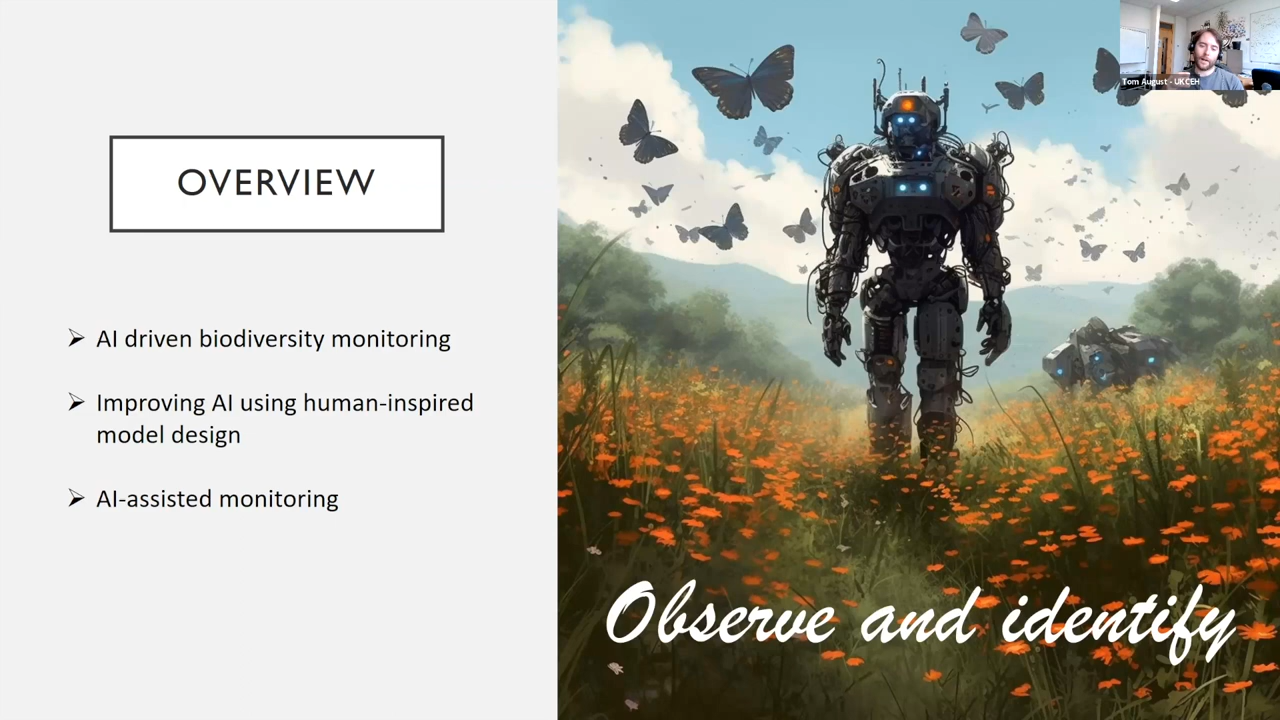 OVERVIEW
AI driven biodiversity monitoring
Improving AI using human-inspired
model design
AI-assisted monitoring
Observe and identify
Tom August - UKCEH